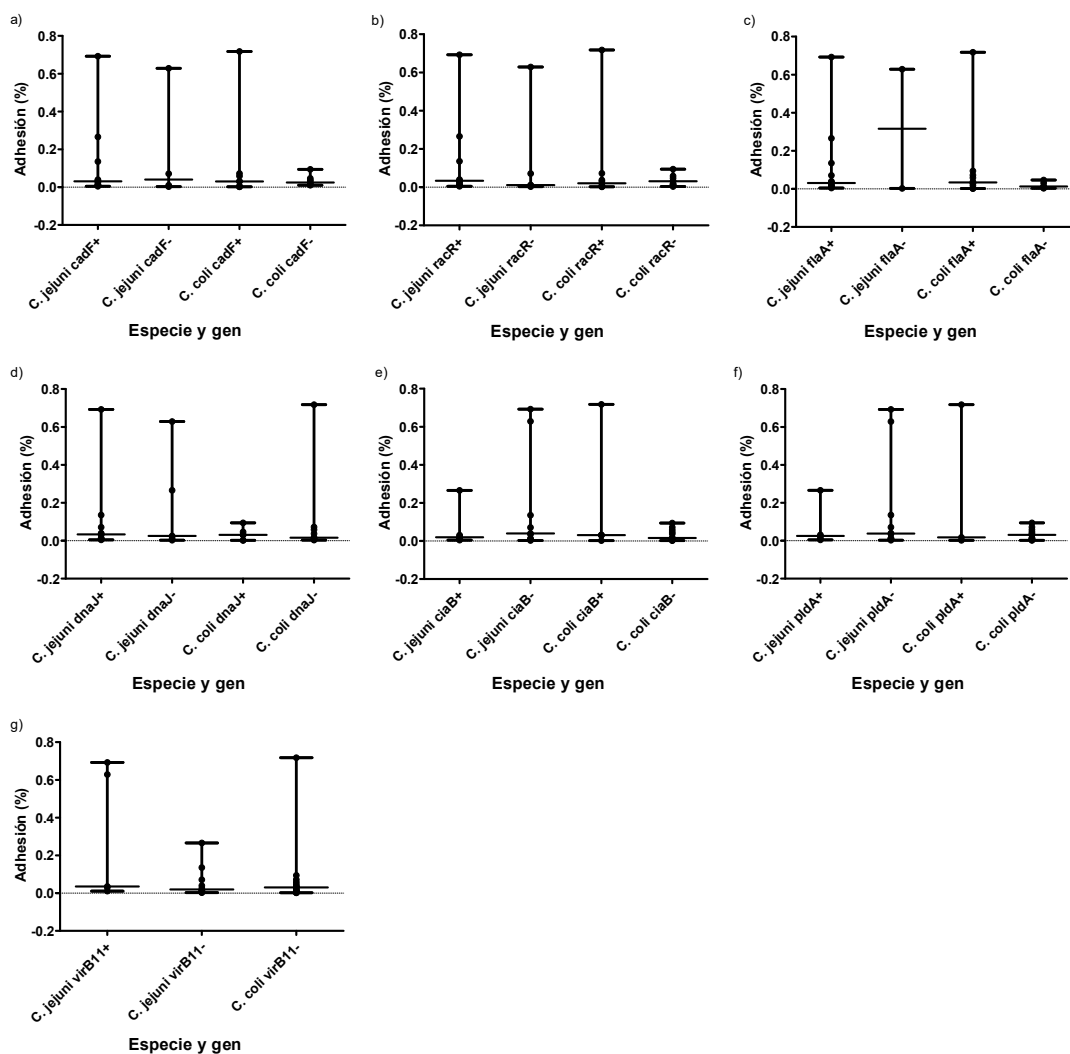 a)
0.8
0.6
0.4
0.2
0.0
-0.2
Adhesión (%)
C. jejuni cadF+
C. jejuni cadF-
C. coli cadF+
C. coli cadF-
Especie y gen
b)
0.8
0.6
0.4
0.2
0.0
-0.2
Adhesión (%)
C. jejuni racR+
C. jejuni racR-
C. coli racR+
C. coli racR-
Especie y gen
c)
0.8
0.6
0.4
0.2
0.0
-0.2
Adhesión (%)
C. jejuni flaA+
C. jejuni flaA-
C. coli flaA+
C. coli flaA-
Especie y gen
d)
0.8
0.6
0.4
0.2
0.0
-0.2
Adhesión (%)
C. jejuni dnaJ+
C. jejuni dnaJ-
C. coli dnaJ+
C. coli dnaJ-
Especie y gen
e)
0.8
0.6
0.4
0.2
0.0
-0.2
Adhesión (%)
C. jejuni ciaB+
C. jejuni ciaB-
C. coli ciaB+
C. coli ciaB-
Especie y gen
f)
0.8
0.6
0.4
0.2
0.0
-0.2
Adhesión (%)
C. jejuni pldA+
C. jejuni pldA-
C. coli pldA+
C. coli pldA-
Especie y gen
g)
0.8
0.6
0.4
0.2
0.0
-0.2
Adhesión (%)
C. jejuni virB11+
C. jejuni virB11-
C. coli virB11-
Especie y gen